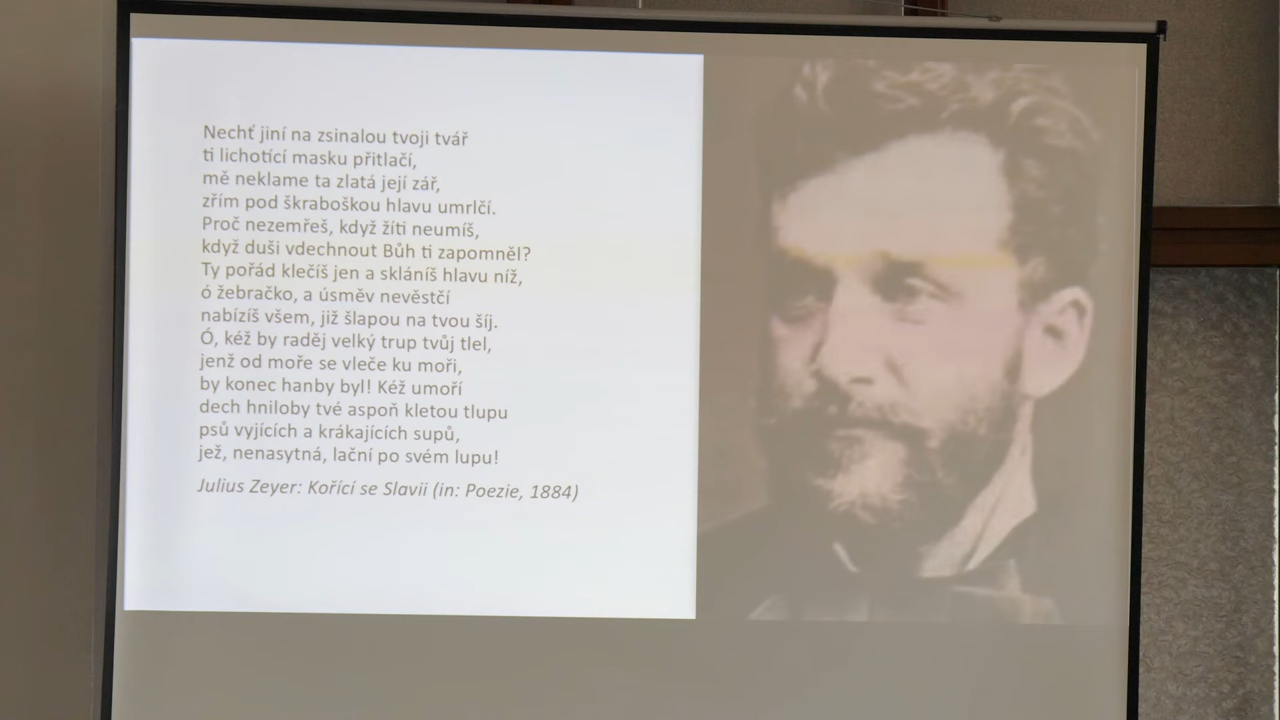 Nechť jiní na zsinalou tvoji tvář
ti lichotící masku přitlačí,
mě neklame ta zlatá její zář,
zřím pod škraboškou hlavu umrlčí.
Proč nezemřeš, když žíti neumíš,
když duši vdechnout Bůh ti zapomněl?
Ty pořád klečíš jen a skláníš hlavu níž,
ó žebračko, a úsměv nevěstčí
nabízíš všem, již šlapou na tvou šíj.
Ó, kéž by raděj velký trup tvůj tlel,
jenž od moře se vleče ku moři,
by konec hanby byl! Kéž umoří
dech hniloby tvé aspoň kletou tlupu
psů vyjících a krákajících supů,
jež, nenasytná, lační po svém lupu!
Julius Zeyer: Kořící se Slavii (in: Poezie, 1884)